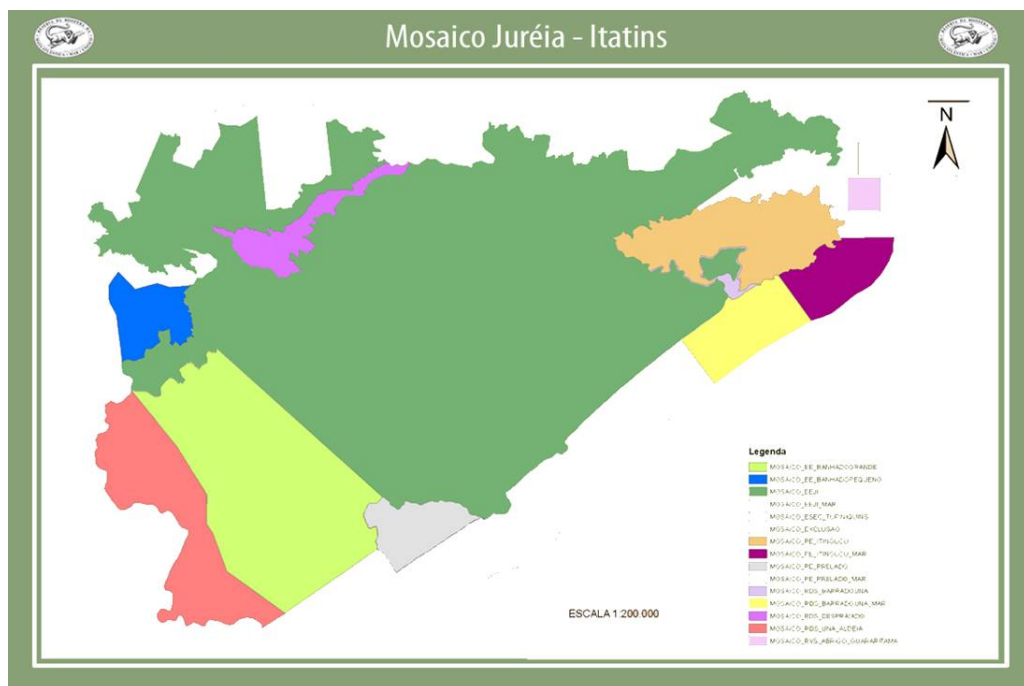 Mosaico Juréia - Itatins
N
Legenda
MOSAICO_EE_BANHADOGRANDE
MOSAICO_EE_BANHADOPEQUENO
MOSAICO_EEJI
MOSAICO_EEJI_MAR
MOSAICO_ESEC_TUPINIQUINS
MOSAICO_EXCLUSAO
MOSAICO_PE_ITINGUCU
MOSAICO_PE_ITINGUCU_MAR
MOSAICO_PE_PRELADO
MOSAICO_PE_PRELADO_MAR
MOSAICO_RDS_BARRADOUNA
MOSAICO_RDS_BARRADOUNA_MAR
MOSAICO_RDS_DESPRAIADO
MOSAICO_RDS_UNA_ALDEIA
MOSAICO_RVS_ABRIGO_GUARARITAMA
ESCALA 1:200.000